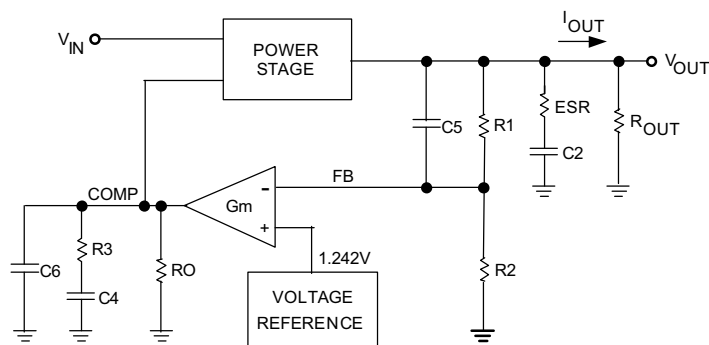 I_OUT
V_IN
POWER
STAGE
V_OUT
C5
R1
ESR
C2
R_OUT
FB
COMP
Gm
-
+
R3
C6
C4
RO
1.242V
R2
VOLTAGE
REFERENCE